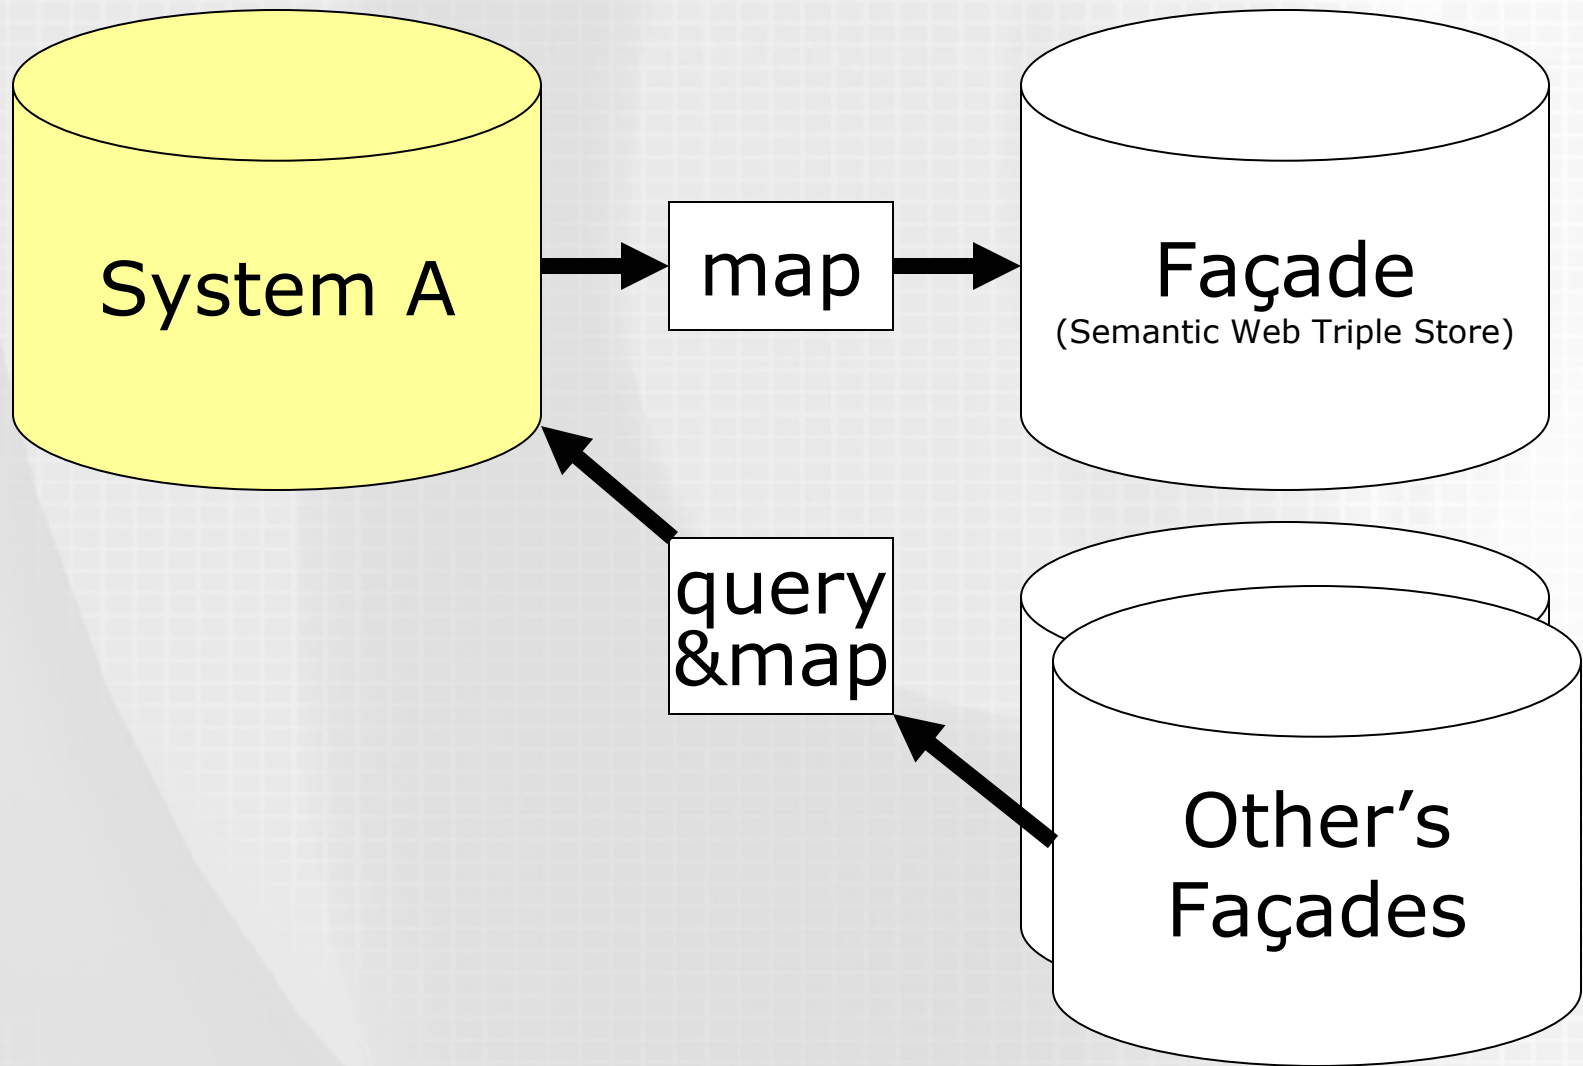 System A
map
Façade
(Semantic Web Triple Store)
query
&map
Other’s
Façades